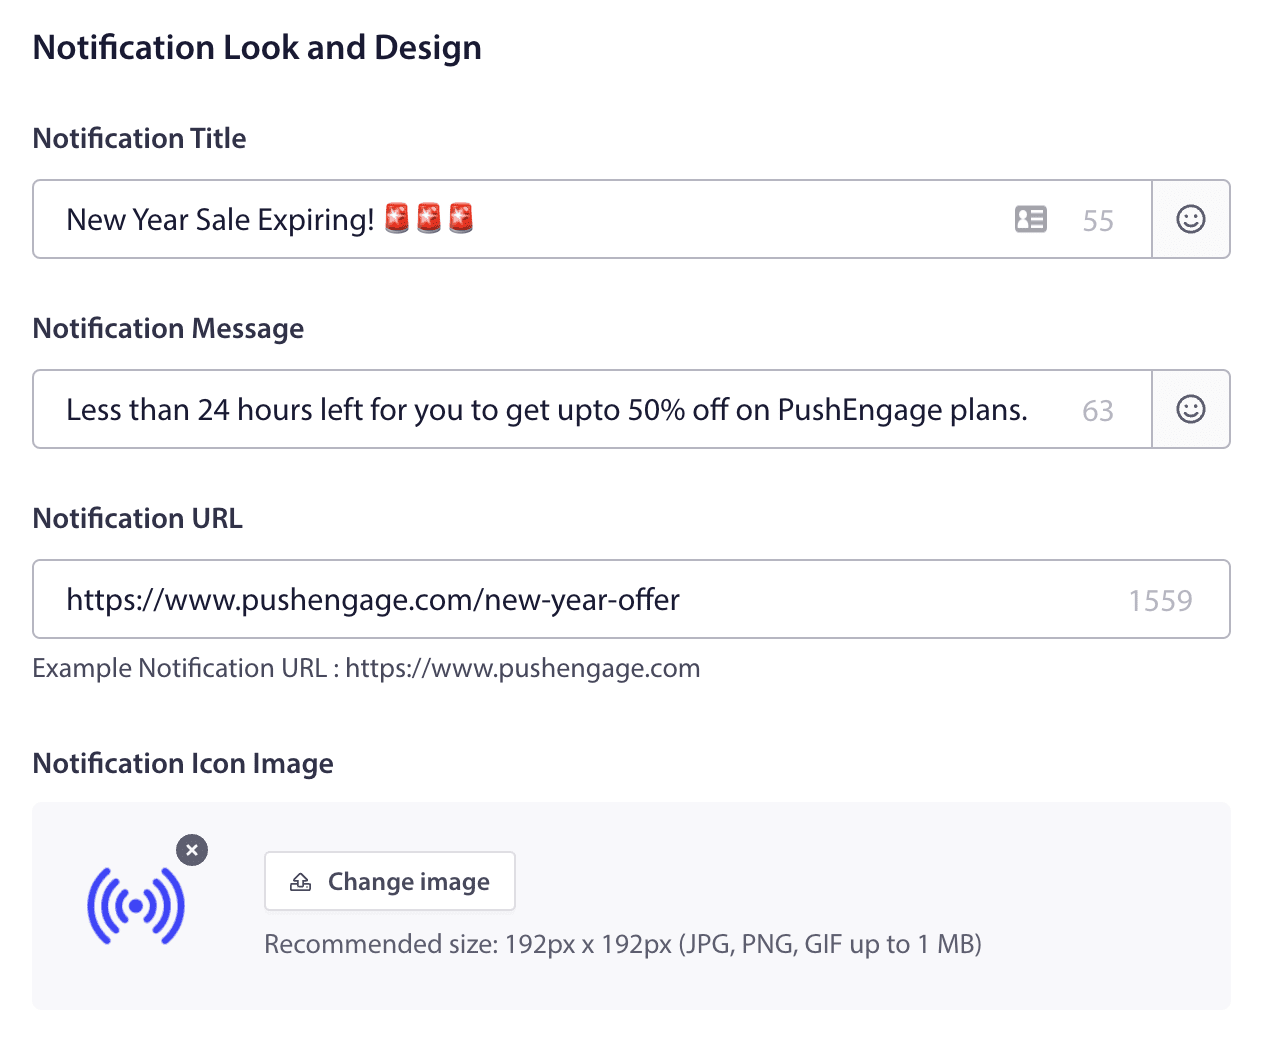 Notification Look and Design
Notification Title
New Year Sale Expiring! 🚨🚨🚨 55
Notification Message
Less than 24 hours left for you to get upto 50% off on PushEngage plans. 63
Notification URL
https://www.pushengage.com/new-year-offer 1559
Example Notification URL : https://www.pushengage.com
Notification Icon Image
Change image
Recommended size: 192px x 192px (JPG, PNG, GIF up to 1 MB)